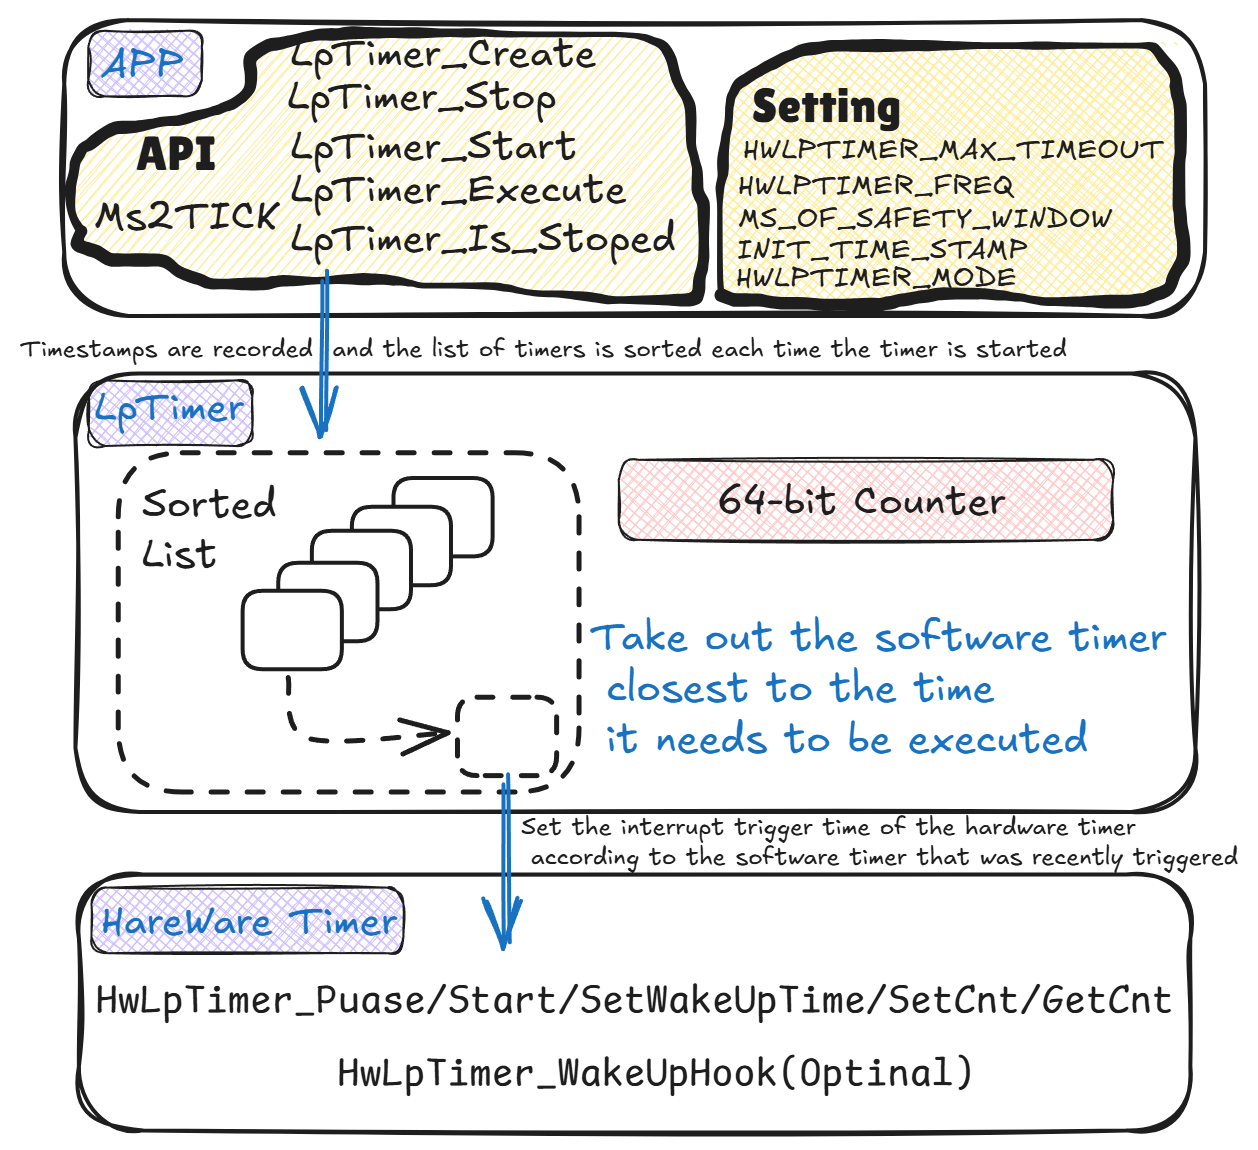 APP
API
Ms2TICK
LpTimer_Create
LpTimer_Stop
LpTimer_Start
LpTimer_Execute
LpTimer_Is_Stoped
Setting
HWLPTIMER_MAX_TIMEOUT
HWLPTIMER_FREQ
MS_OF_SAFETY_WINDOW
INIT_TIME_STAMP
HWLPTIMER_MODE
Timestamps are recorded and the list of timers is sorted each time the timer is started
LpTimer
Sorted
List
64-bit Counter
Take out the software timer
closest to the time
it needs to be executed
Set the interrupt trigger time of the hardware timer
according to the software timer that was recently triggered
HareWare Timer
HwLpTimer_Puase/Start/SetWakeUpTime/SetCnt/GetCnt
HwLpTimer_WakeUpHook(Optinal)